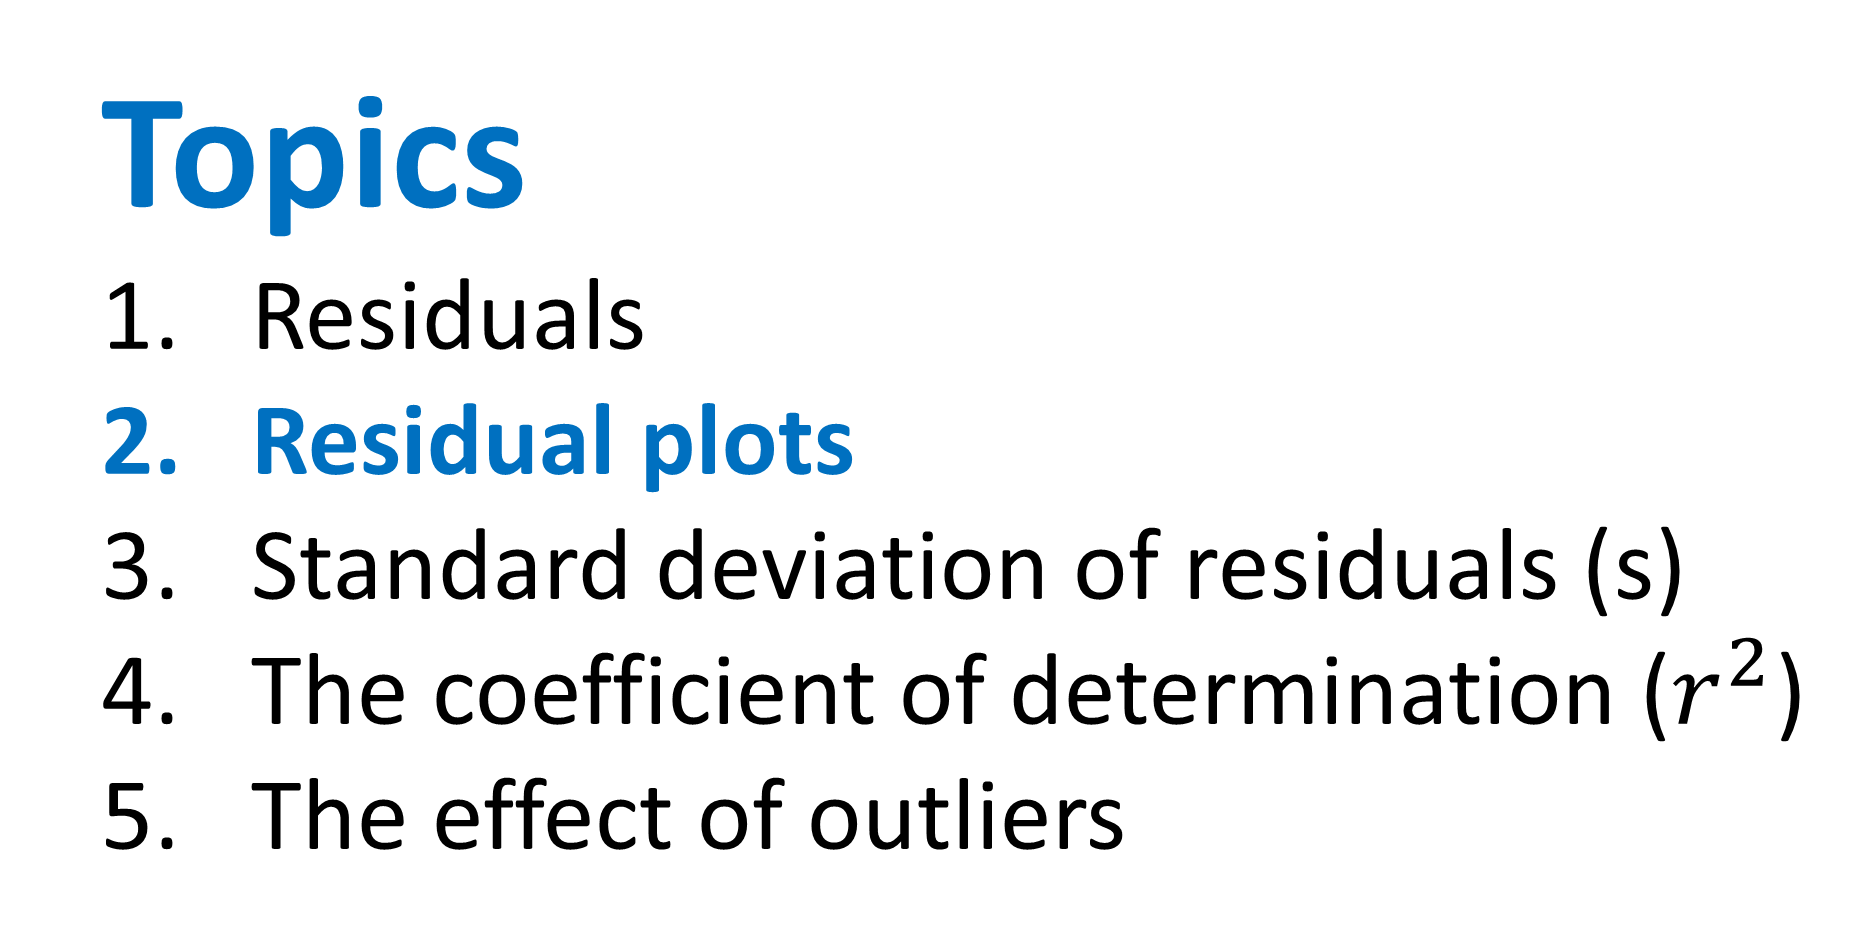 Topics
1. Residuals
2. Residual plots
3. Standard deviation of residuals (s)
4. The coefficient of determination (𝑟²)
5. The effect of outliers